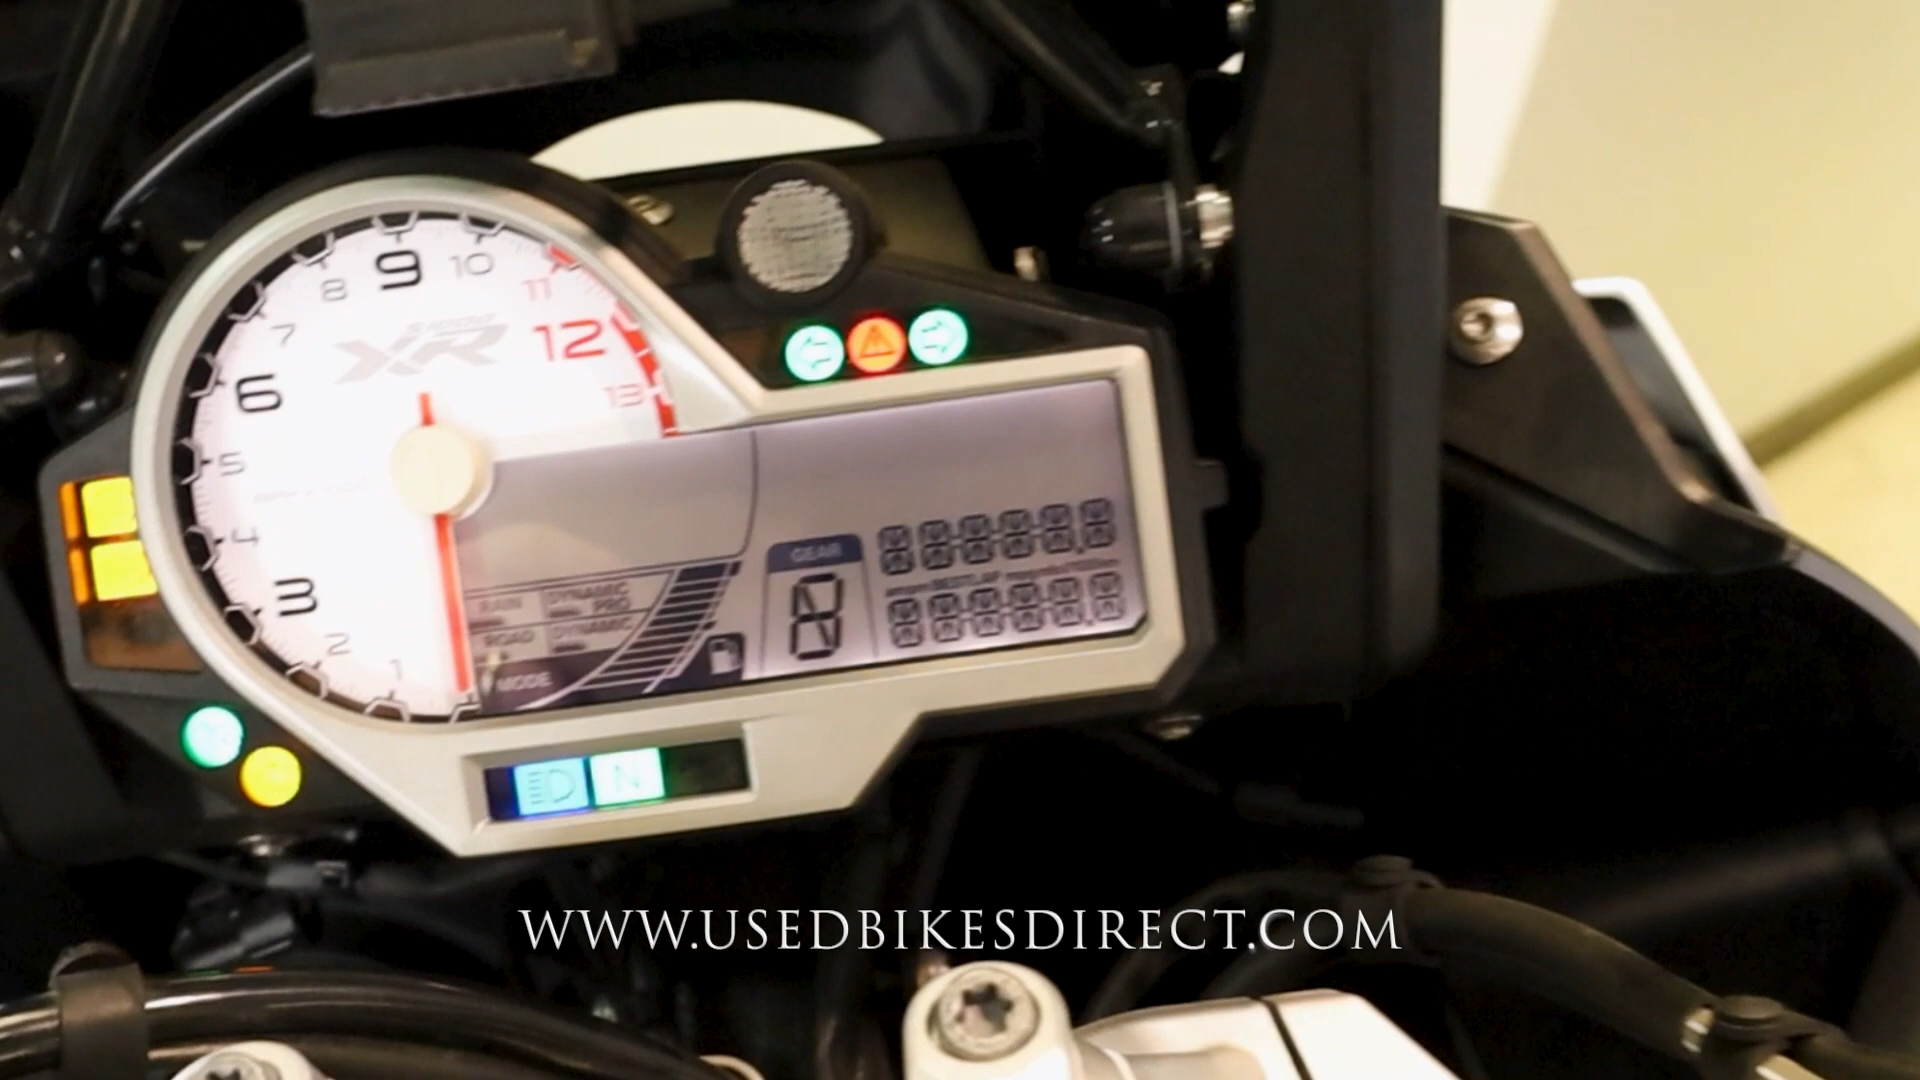 9
8
10
11
7
S1000
XR
12
6
13
5
4
3
2
1
GEAR
RAIN
DYNAMIC
PRO
ROAD
DYNAMIC
MODE
N
WWW.USEDBIKESDIRECT.COM